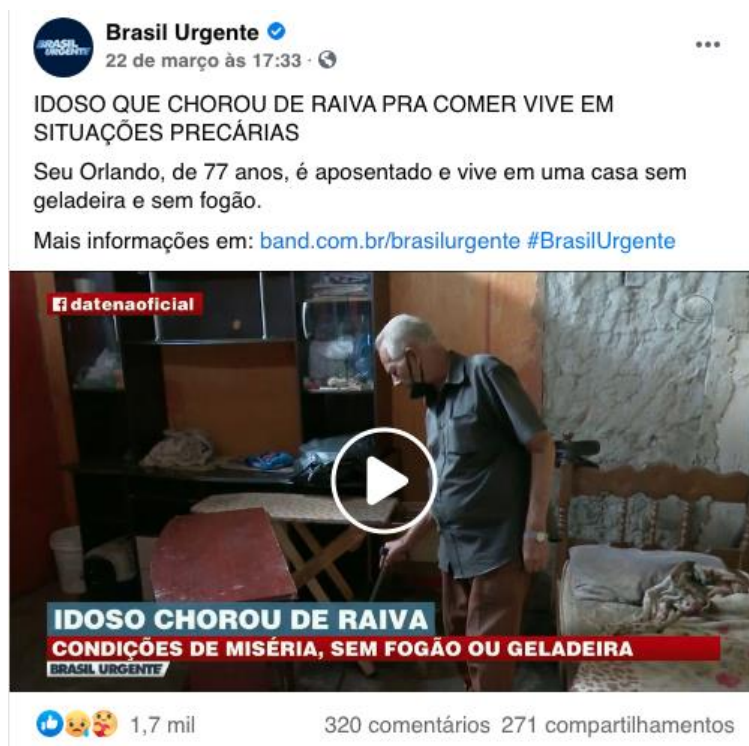 Brasil Urgente
22 de março às 17:33 ·
IDOSO QUE CHOROU DE RAIVA PRA COMER VIVE EM
SITUAÇÕES PRECÁRIAS
Seu Orlando, de 77 anos, é aposentado e vive em uma casa sem
geladeira e sem fogão.
Mais informações em: band.com.br/brasilurgente #BrasilUrgente
BRASIL
URGENTE
datenaoficial
IDOSO CHOROU DE RAIVA
CONDIÇÕES DE MISÉRIA, SEM FOGÃO OU GELADEIRA
BRASIL URGENTE
1,7 mil
320 comentários 271 compartilhamentos